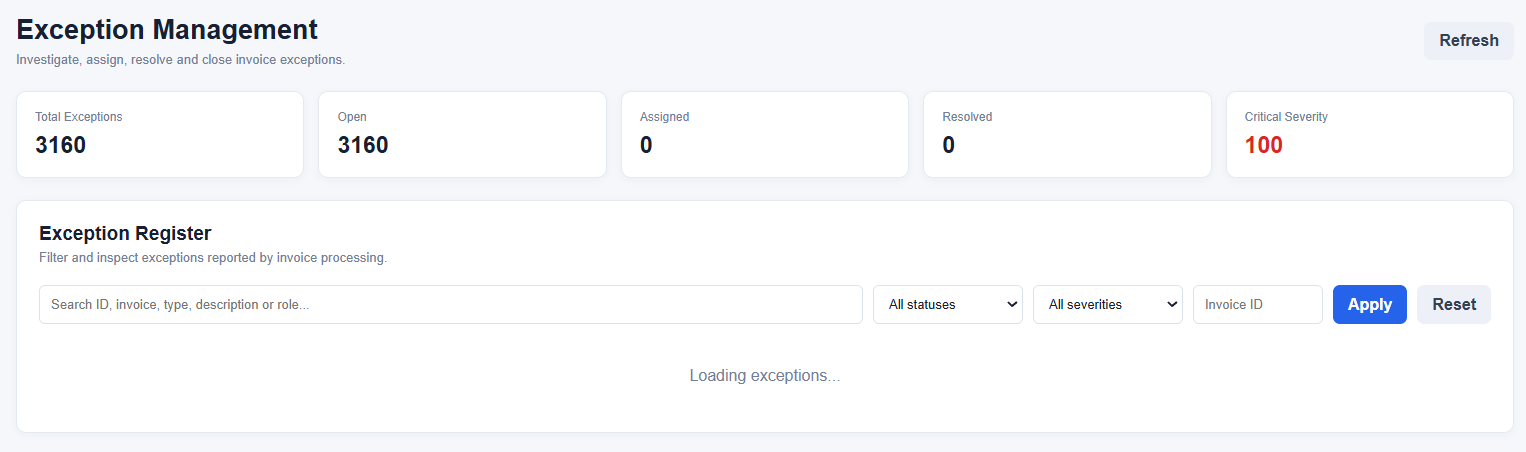 Exception Management
Investigate, assign, resolve and close invoice exceptions.
Refresh
Total Exceptions
3160
Open
3160
Assigned
0
Resolved
0
Critical Severity
100
Exception Register
Filter and inspect exceptions reported by invoice processing.
Search ID, invoice, type, description or role...
All statuses
All severities
Invoice ID
Apply
Reset
Loading exceptions...